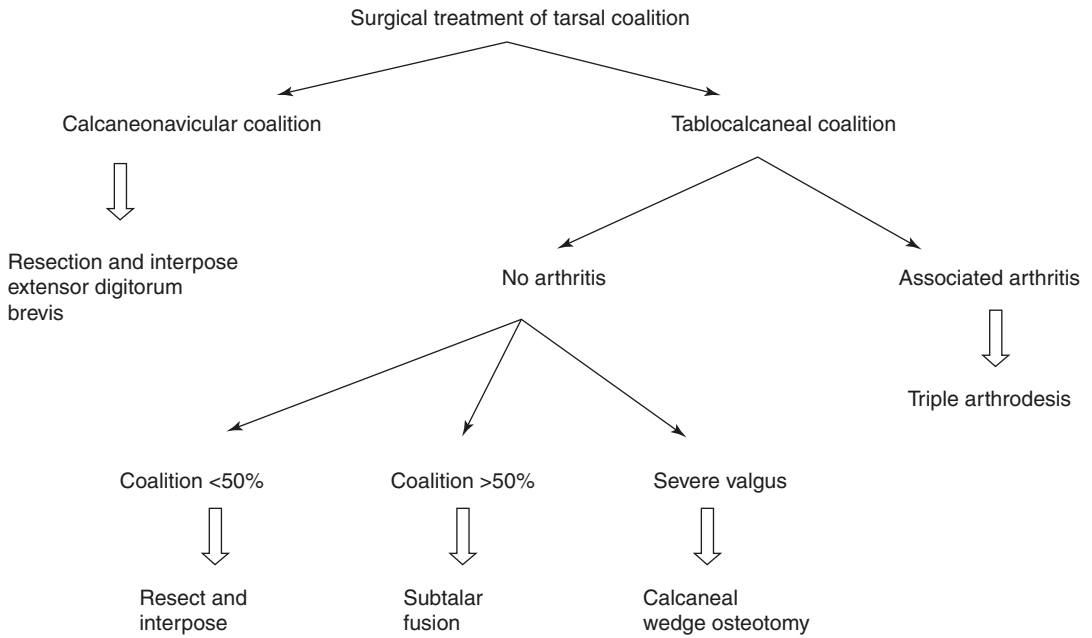 Surgical treatment of tarsal coalition
Calcaneonavicular coalition
Tablocalcaneal coalition
Resection and interpose
extensor digitorum
brevis
No arthritis
Associated arthritis
Triple arthrodesis
Coalition <50%
Coalition >50%
Severe valgus
Resect and
interpose
Subtalar
fusion
Calcaneal
wedge osteotomy